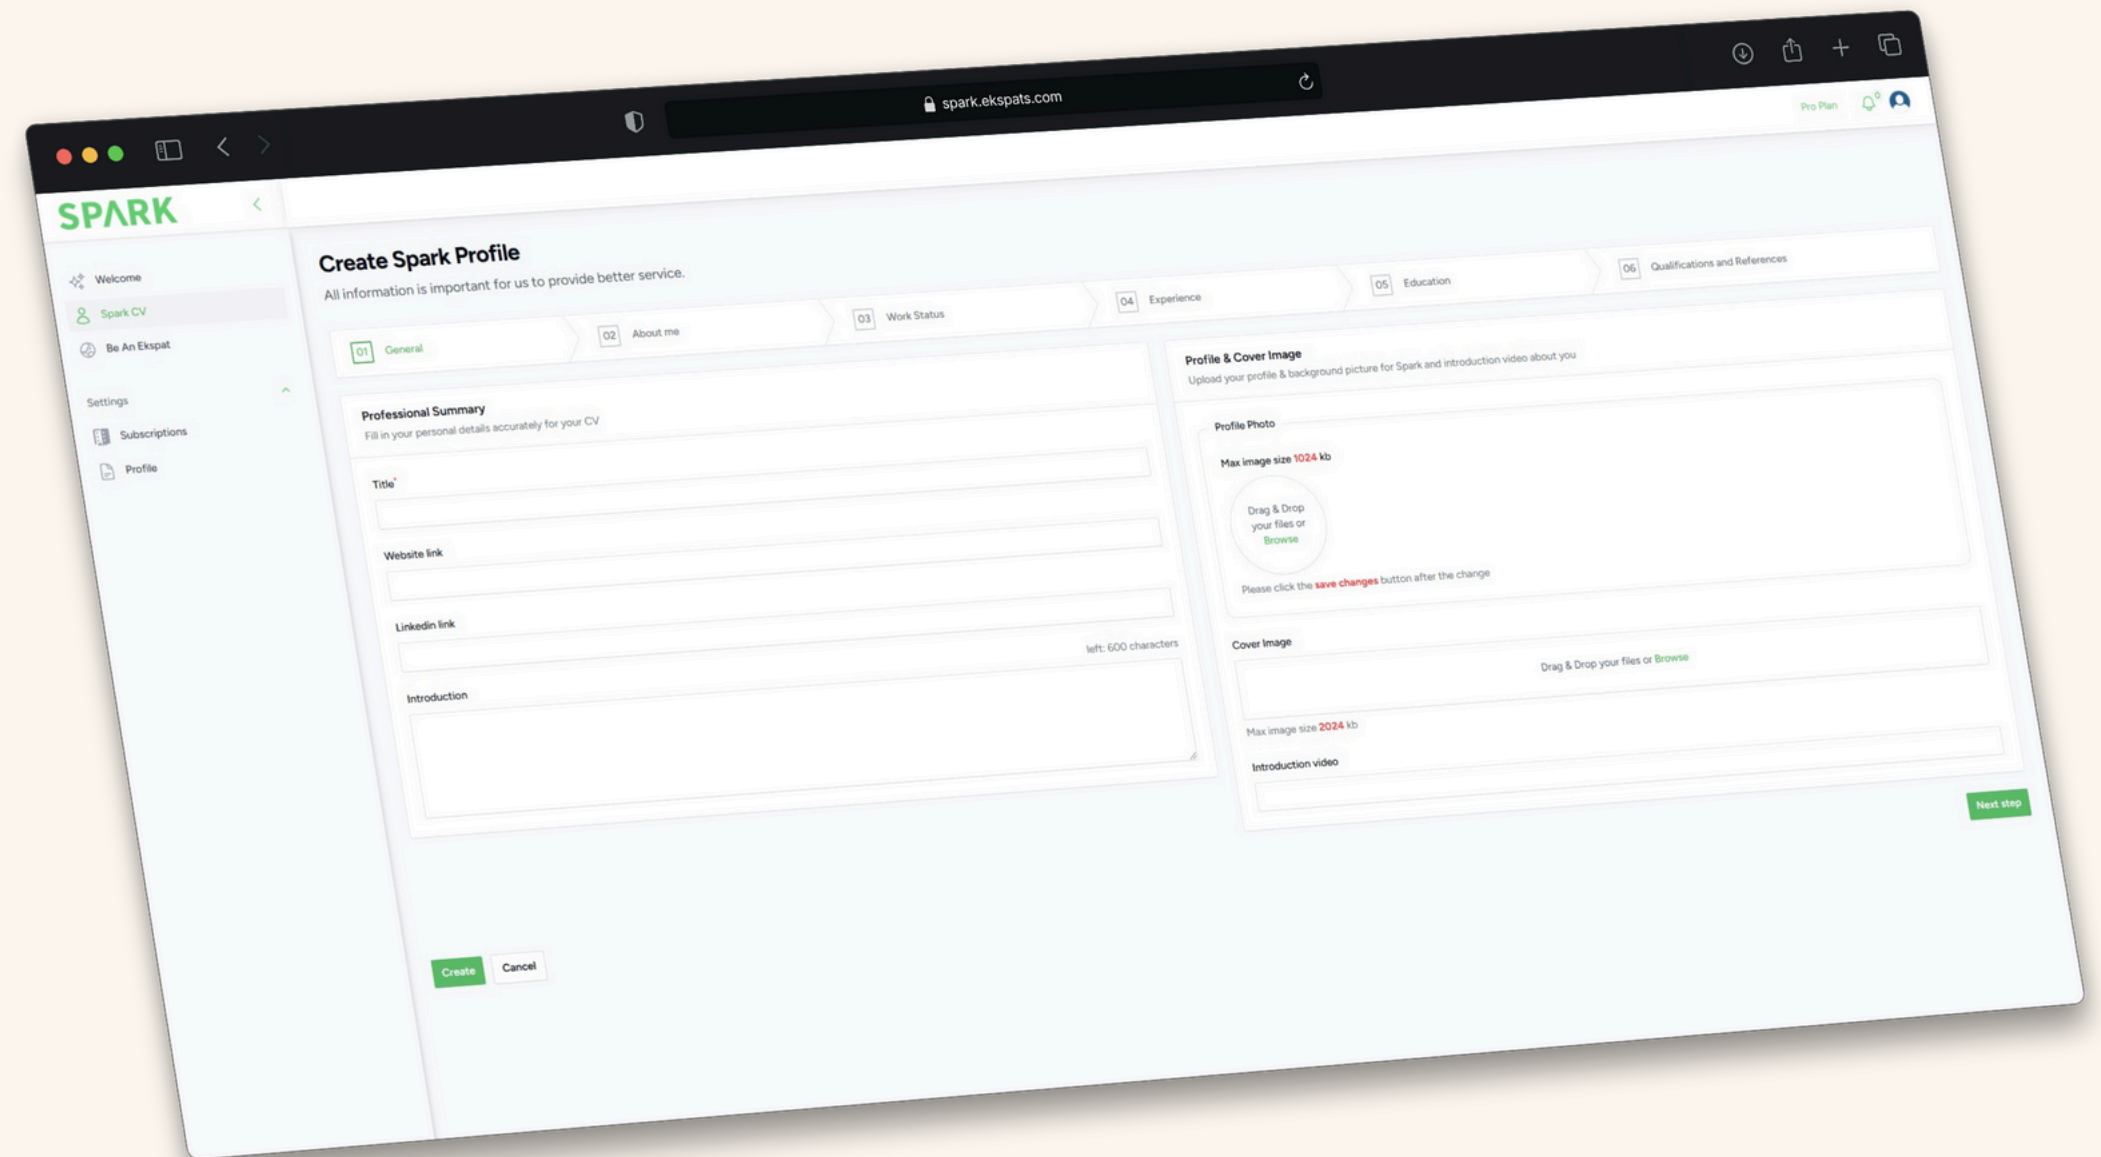 spark.ekspats.com
Pro Plan
SPARK
Welcome
Spark CV
Be An Ekspat
Settings
Subscriptions
Profile
Create Spark Profile
All information is important for us to provide better service.
01 General
02 About me
03 Work Status
04 Experience
05 Education
06 Qualifications and References
Professional Summary
Fill in your personal details accurately for your CV
Title*
Website link
Linkedin link
left: 600 characters
Introduction
Profile & Cover Image
Upload your profile & background picture for Spark and introduction video about you
Profile Photo
Max image size 1024 kb
Drag & Drop
your files or
Browse
Please click the save changes button after the change
Cover Image
Drag & Drop your files or Browse
Max image size 2024 kb
Introduction video
Next step
Create
Cancel